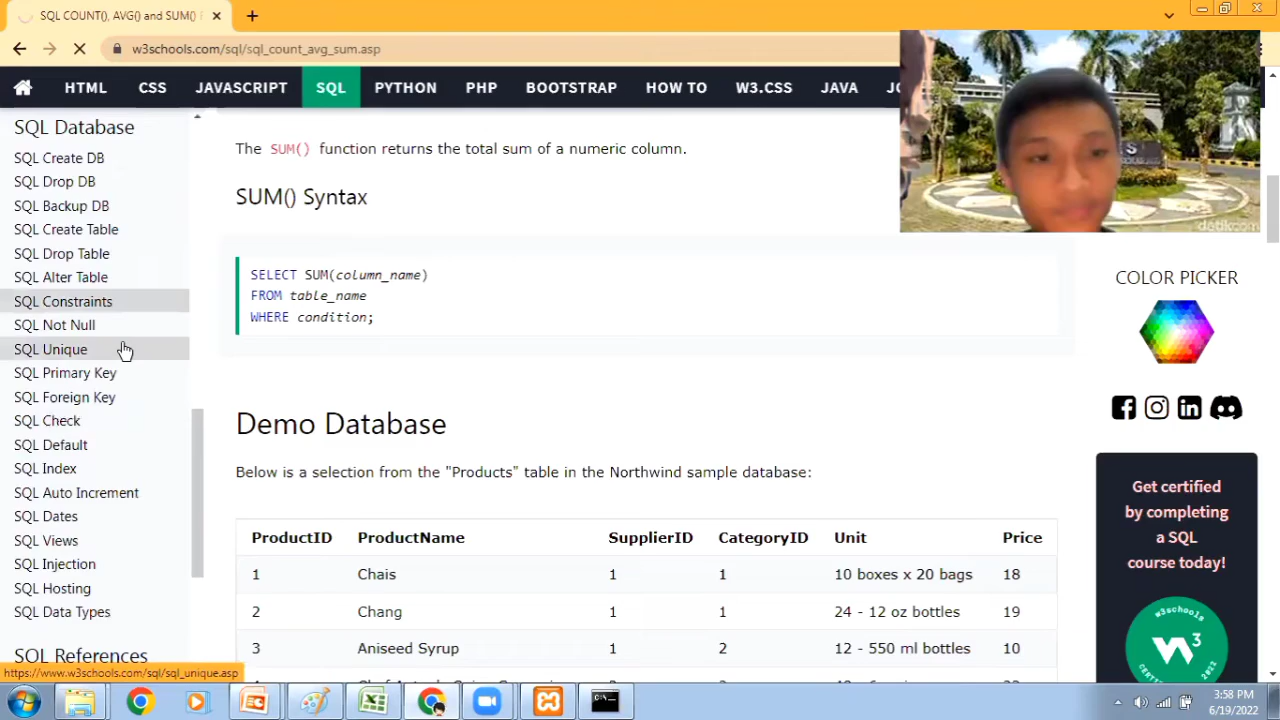 SQL COUNT(), AVG() and SUM()
w3schools.com/sql/sql_count_avg_sum.asp
HTML CSS JAVASCRIPT SQL PYTHON PHP BOOTSTRAP HOW TO W3.CSS JAVA
SQL Database
SQL Create DB
SQL Drop DB
SQL Backup DB
SQL Create Table
SQL Drop Table
SQL Alter Table
SQL Constraints
SQL Not Null
SQL Unique
SQL Primary Key
SQL Foreign Key
SQL Check
SQL Default
SQL Index
SQL Auto Increment
SQL Dates
SQL Views
SQL Injection
SQL Hosting
SQL Data Types
SQL References
https://www.w3schools.com/sql/sql_unique.asp
The SUM() function returns the total sum of a numeric column.
SUM() Syntax
SELECT SUM(column_name)
FROM table_name
WHERE condition;
Demo Database
Below is a selection from the "Products" table in the Northwind sample database:
ProductID ProductName SupplierID CategoryID Unit Price
1 Chais 1 1 10 boxes x 20 bags 18
2 Chang 1 1 24 - 12 oz bottles 19
3 Aniseed Syrup 1 2 12 - 550 ml bottles 10
detikcom
COLOR PICKER
Get certified
by completing
a SQL
course today!
w3schools
W3
2022
3:58 PM
6/19/2022